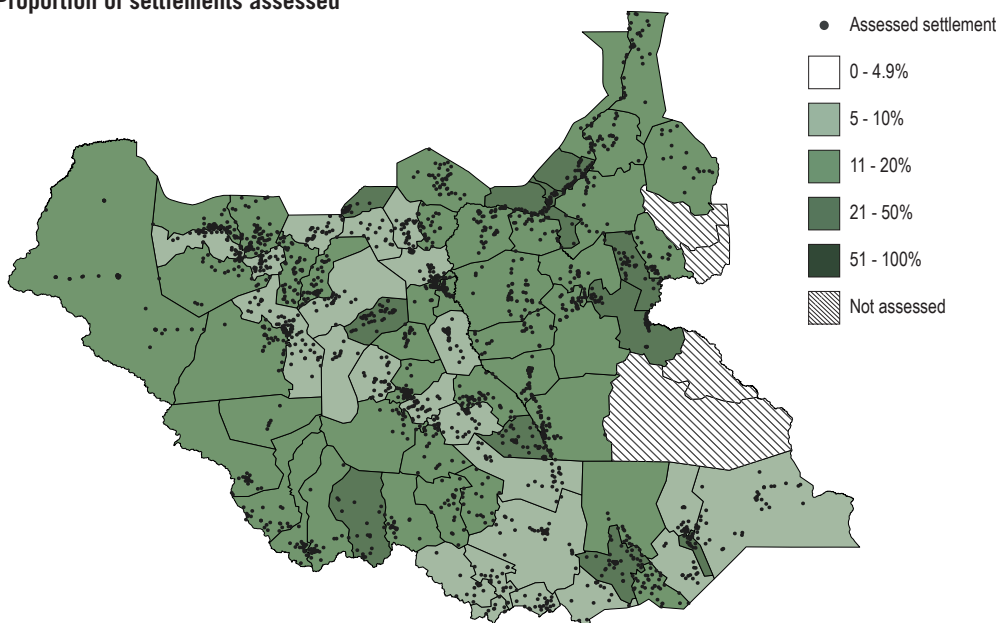 Proportion of settlements assessed
Assessed settlement
0 - 4.9%
5 - 10%
11 - 20%
21 - 50%
51 - 100%
Not assessed